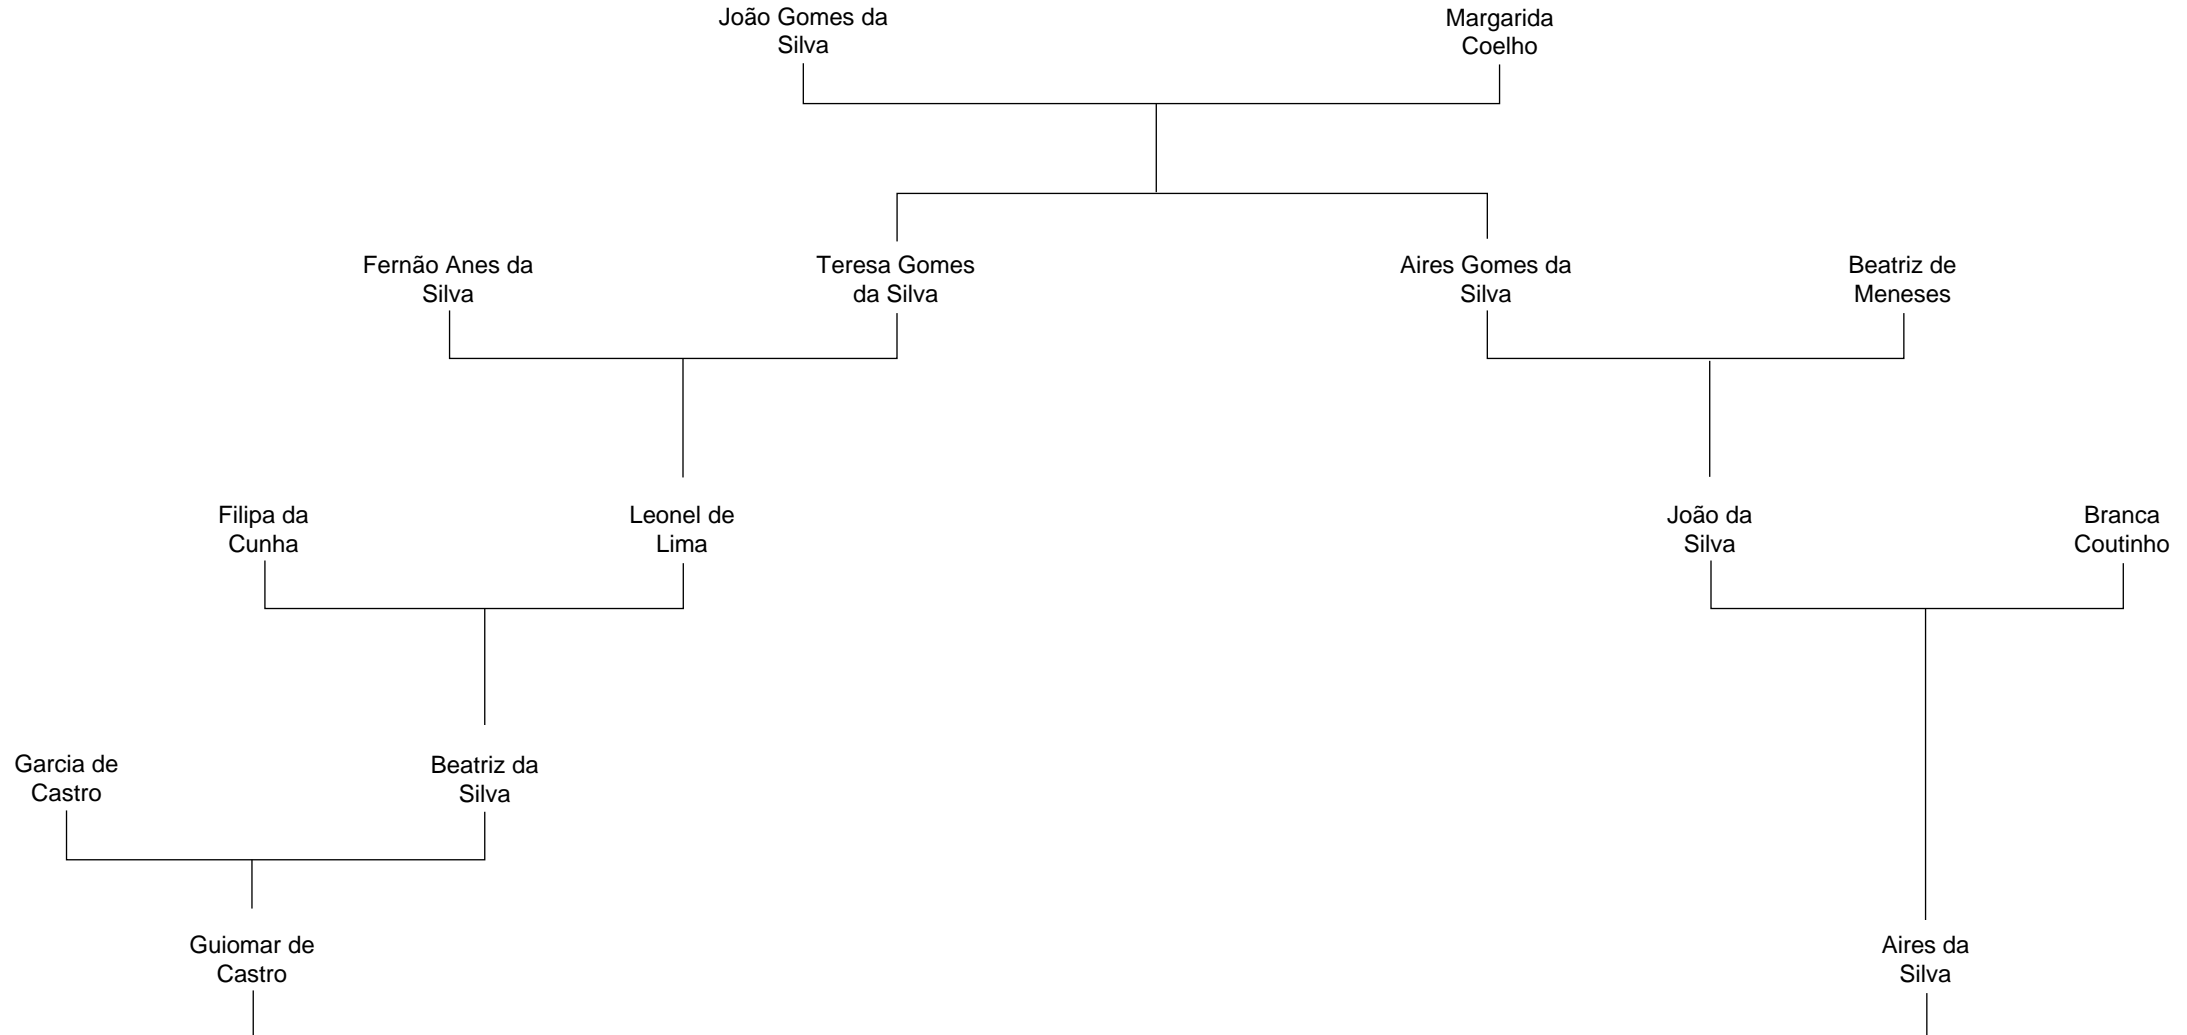 João Gomes da
Silva
Margarida
Coelho
Fernão Anes da
Silva
Teresa Gomes
da Silva
Aires Gomes da
Silva
Beatriz de
Meneses
Filipa da
Cunha
Leonel de
Lima
João da
Silva
Branca
Coutinho
Garcia de
Castro
Beatriz da
Silva
Guiomar de
Castro
Aires da
Silva